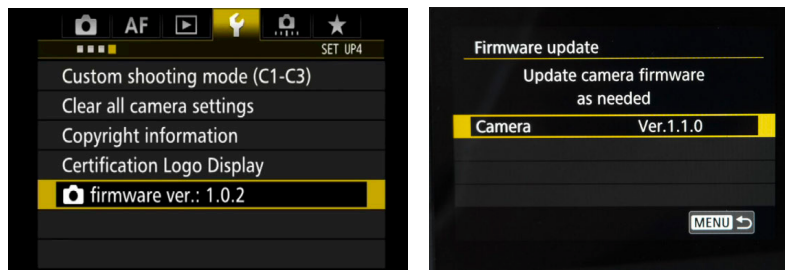 AF
SET UP4
Custom shooting mode (C1-C3)
Clear all camera settings
Copyright information
Certification Logo Display
firmware ver.: 1.0.2
Firmware update
Update camera firmware
as needed
Camera Ver.1.1.0
MENU